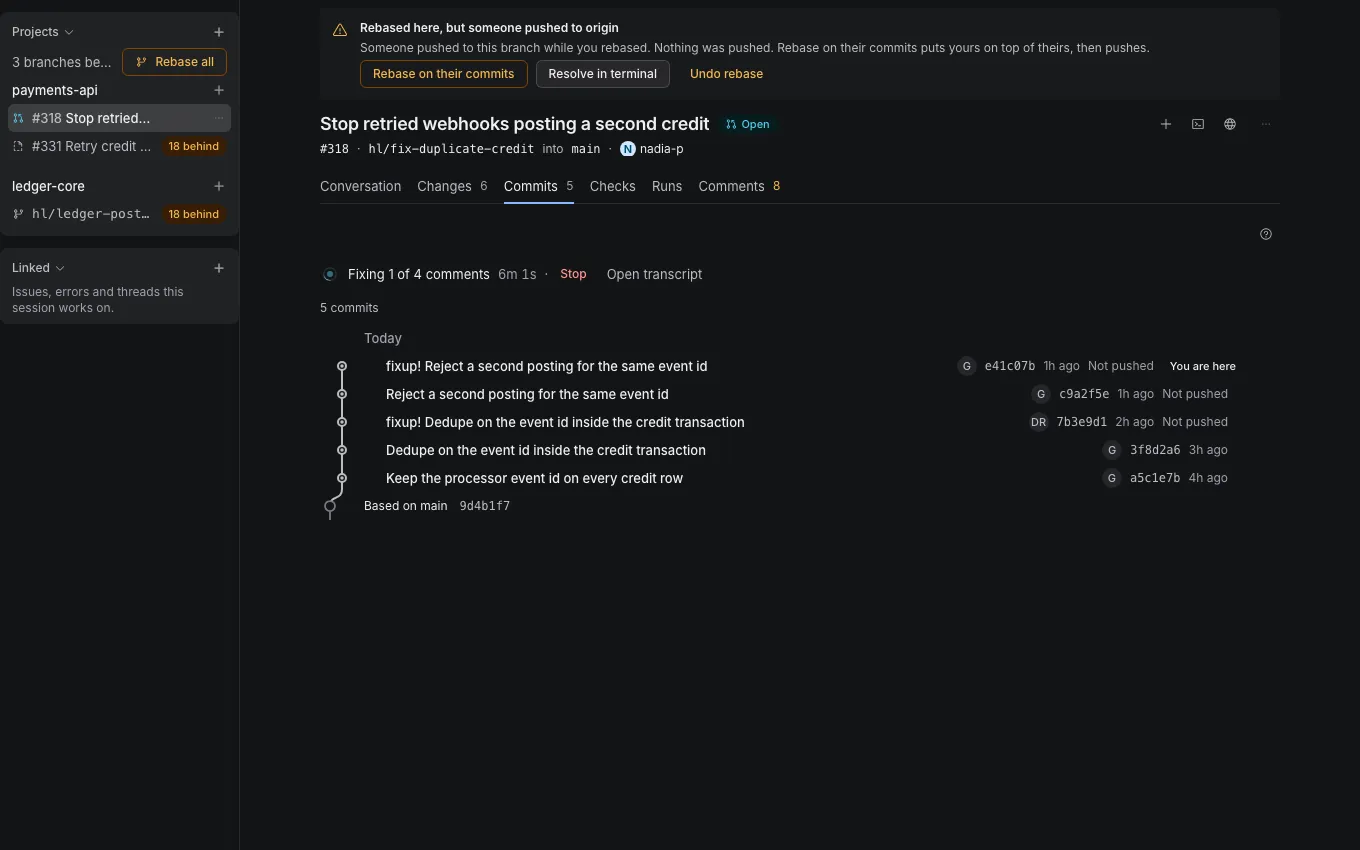 Projects
3 branches be... Rebase all
payments-api
#318 Stop retried...
#331 Retry credit ... 18 behind
ledger-core
hl/ledger-post... 18 behind
Linked
Issues, errors and threads this
session works on.
Rebased here, but someone pushed to origin
Someone pushed to this branch while you rebased. Nothing was pushed. Rebase on their commits puts yours on top of theirs, then pushes.
Rebase on their commits Resolve in terminal Undo rebase
Stop retried webhooks posting a second credit Open
#318 · hl/fix-duplicate-credit into main · N nadia-p
Conversation Changes 6 Commits 5 Checks Runs Comments 8
Fixing 1 of 4 comments 6m 1s · Stop Open transcript
5 commits
Today
fixup! Reject a second posting for the same event id G e41c07b 1h ago Not pushed You are here
Reject a second posting for the same event id G c9a2f5e 1h ago Not pushed
fixup! Dedupe on the event id inside the credit transaction DR 7b3e9d1 2h ago Not pushed
Dedupe on the event id inside the credit transaction G 3f8d2a6 3h ago
Keep the processor event id on every credit row G a5c1e7b 4h ago
Based on main 9d4b1f7